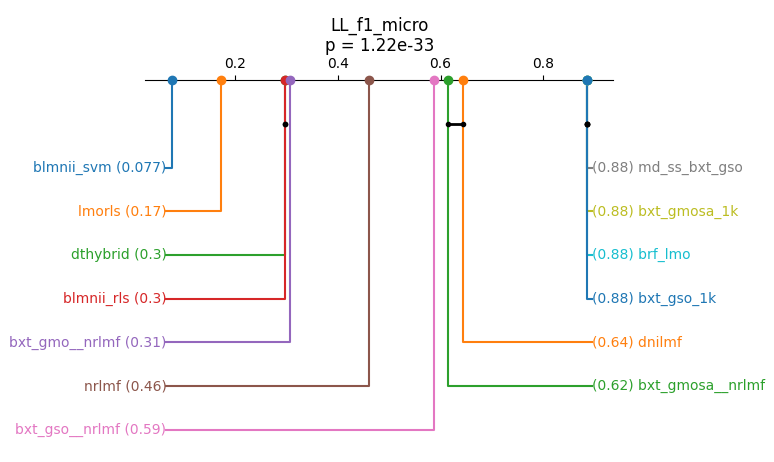 LL_f1_micro
p = 1.22e-33
0.2 0.4 0.6 0.8
blmnii_svm (0.077) (0.88) md_ss_bxt_gso
lmorls (0.17) (0.88) bxt_gmosa_1k
dthybrid (0.3) (0.88) brf_lmo
blmnii_rls (0.3) (0.88) bxt_gso_1k
bxt_gmo__nrlmf (0.31) (0.64) dnilmf
nrlmf (0.46) (0.62) bxt_gmosa__nrlmf
bxt_gso__nrlmf (0.59)